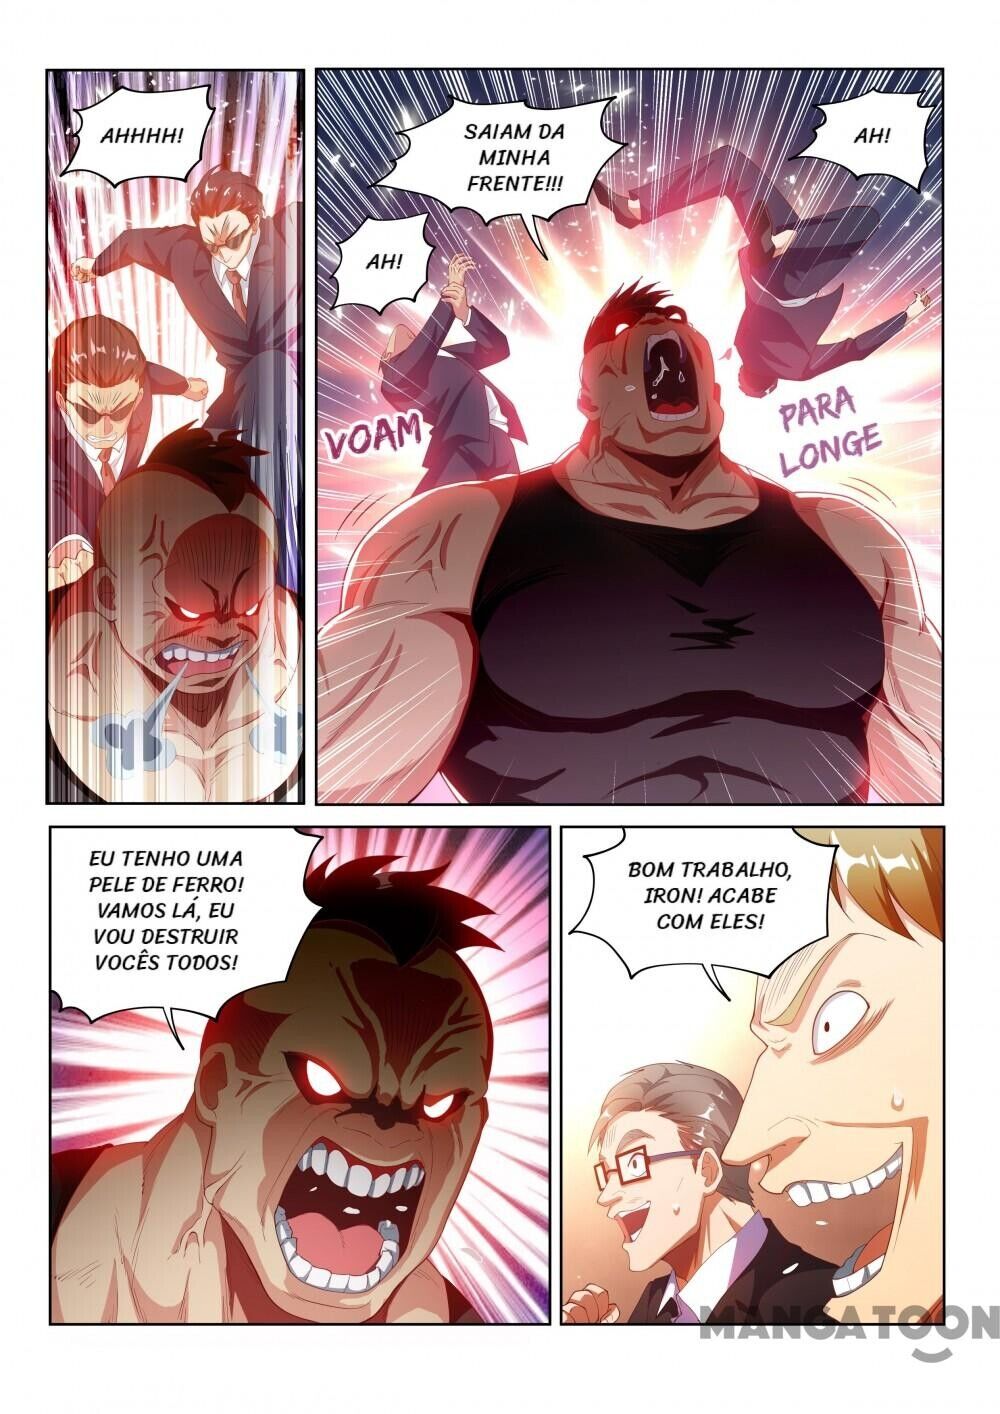 AHHHH!
SAIAM DA
MINHA
FRENTE!!!
AH!
AH!
VOAM
PARA
LONGE
EU TENHO UMA
PELE DE FERRO!
VAMOS LÁ, EU
VOU DESTRUIR
VOCÊS TODOS!
BOM TRABALHO,
IRON! ACABE
COM ELES!
MANGATOON